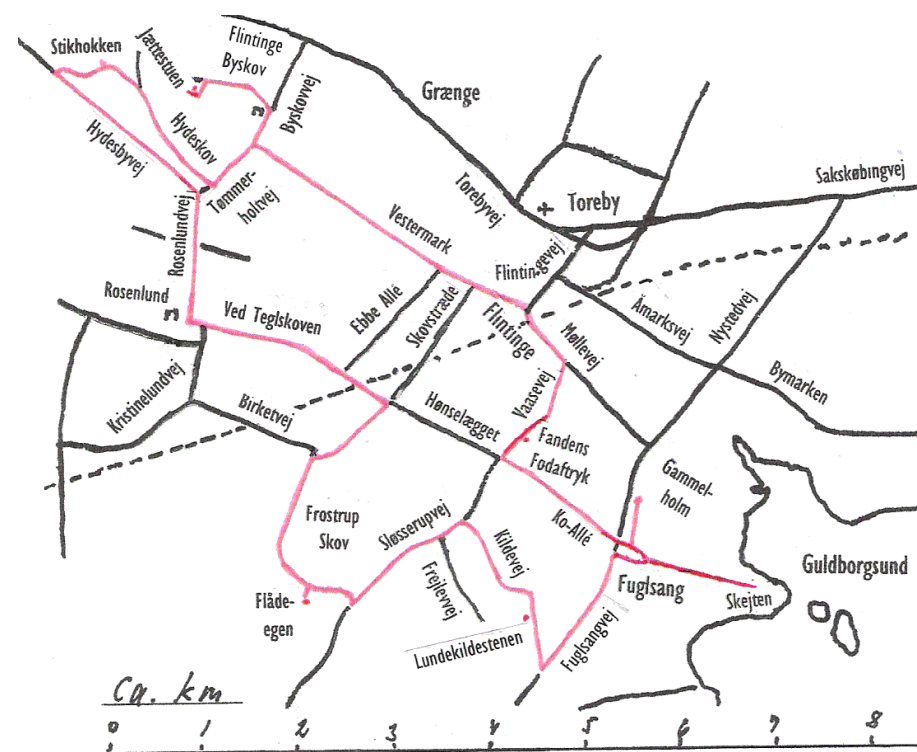 Stikhokken
Jættestuen
Flintinge
Byskov
Byskovvej
Grænge
Hydesbyvej
Hydeskov
Tømmer-
holtvej
Torebyvej
Toreby
Sakskøbingvej
Rosenlundvej
Vestermark
Flintingevej
Rosenlund
Ved Teglskoven
Ebbe Allé
Skovstræde
Flintinge
Møllevej
Åmarksvej
Nystedvej
Bymarken
Kristinelundvej
Birketvej
Hønselægget
Vaasevej
Fandens
Fodaftryk
Gammel-
holm
Frostrup
Skov
Sløsserupvej
Kildevej
Ko-Allé
Guldborgsund
Flåde-
egen
Frejlevvej
Fuglsang
Skejten
Lundekildestenen
Fuglsangvej
Ca. km
0 1 2 3 4 5 6 7 8